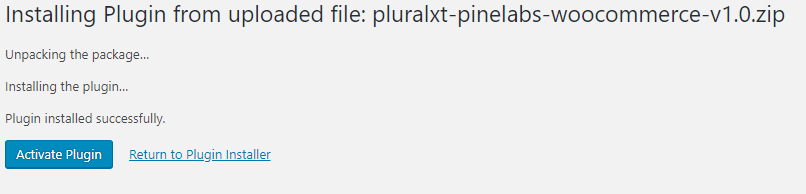 Installing Plugin from uploaded file: pluralxt-pinelabs-woocommerce-v1.0.zip
Unpacking the package...
Installing the plugin...
Plugin installed successfully.
Activate Plugin Return to Plugin Installer